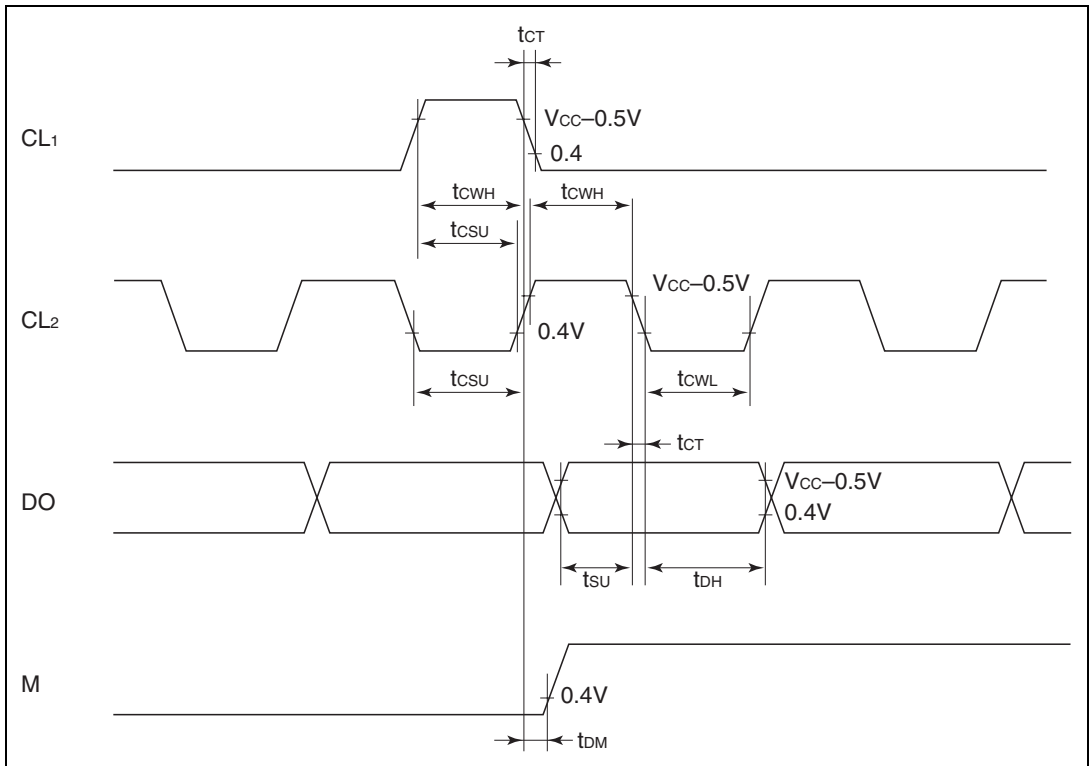 tCT
CL1
VCC–0.5V
0.4
tCWH tCWH
tCSU
CL2
VCC–0.5V
0.4V
tCSU tCWL
tCT
DO
VCC–0.5V
0.4V
tSU tDH
M
0.4V
tDM